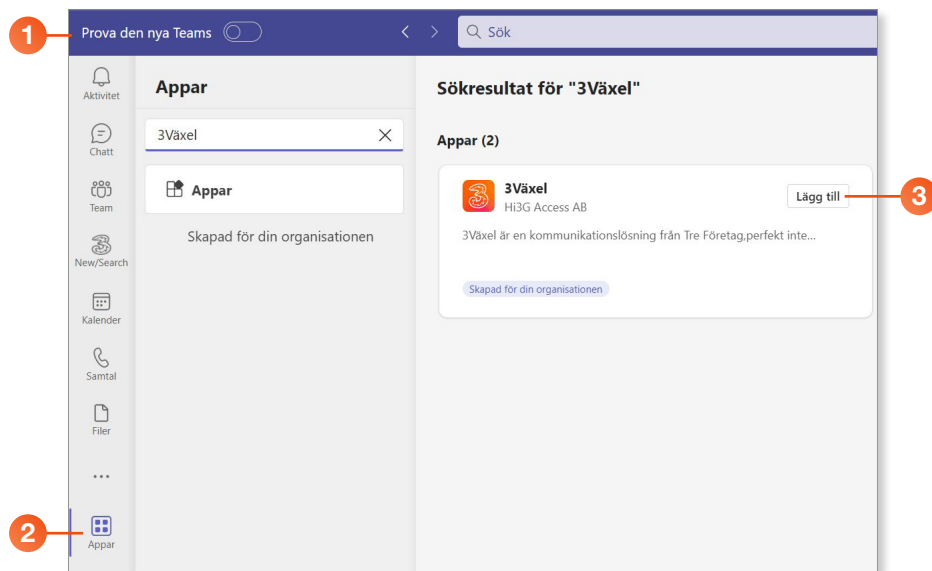 1
Prova den nya Teams
Sök
Aktivitet
Chatt
Team
New/Search
Kalender
Samtal
Filer
...
2
Appar
Appar
3Växel
Appar
Skapad för din organisationen
Sökresultat för "3Växel"
Appar (2)
3Växel
Hi3G Access AB
Lägg till
3
3Växel är en kommunikationslösning från Tre Företag,perfekt inte...
Skapad för din organisationen